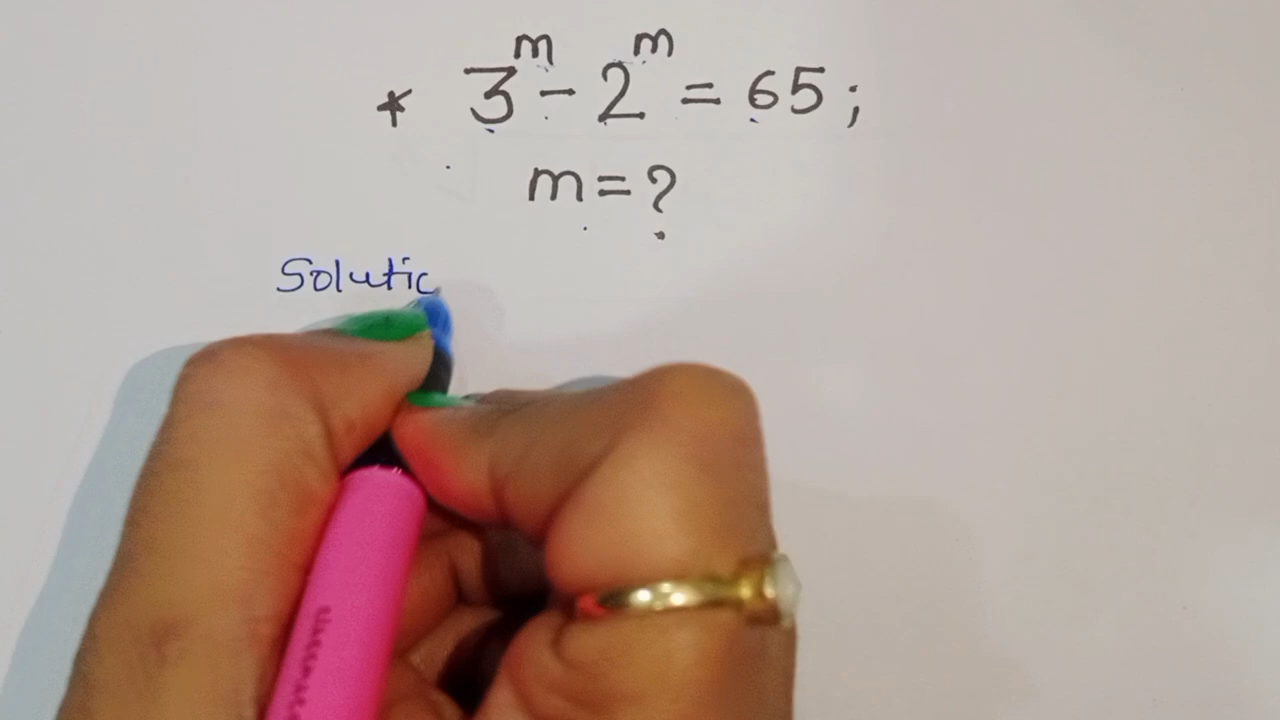 * 3^m - 2^m = 65 ;
m = ?
Solutic